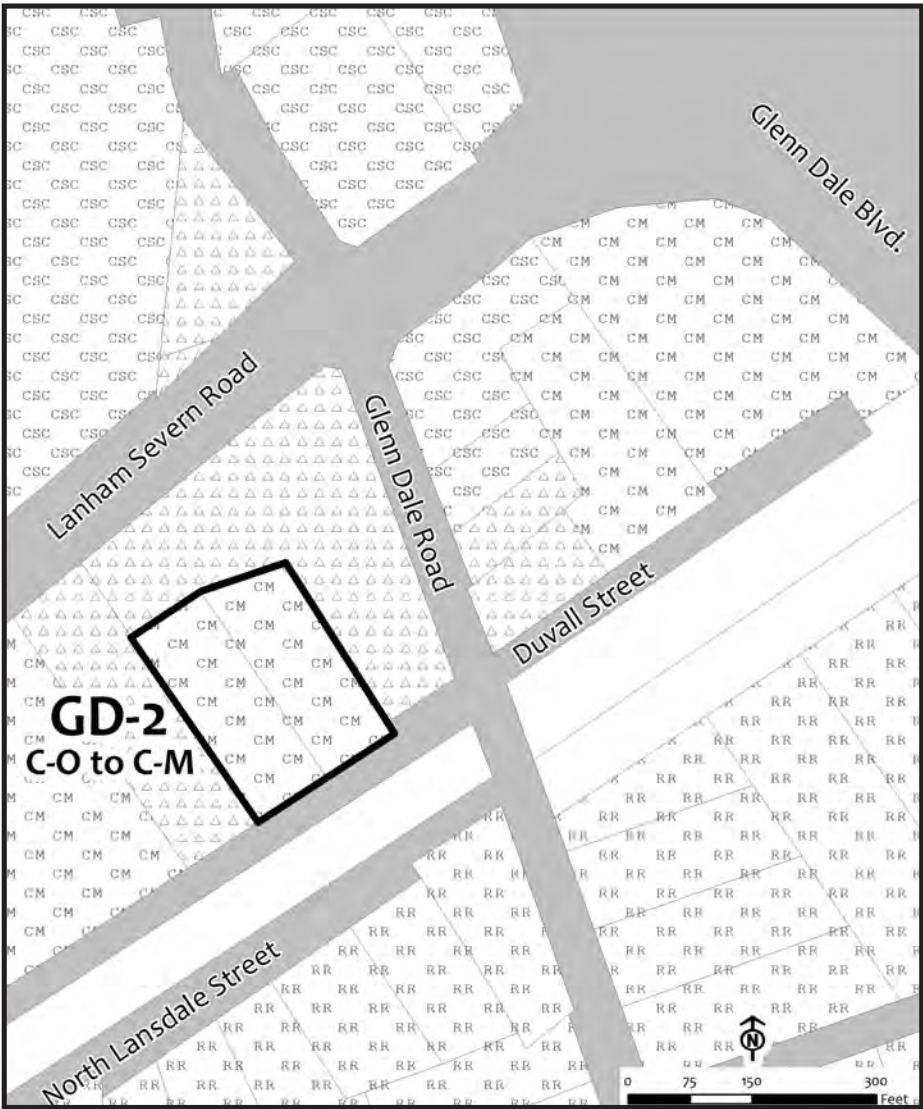 Glenn Dale Blvd.
Lanham Severn Road
Glenn Dale Road
Duvall Street
GD-2
C-O to C-M
North Lansdale Street
CSC
CM
RR
N
0 75 150 300
Feet